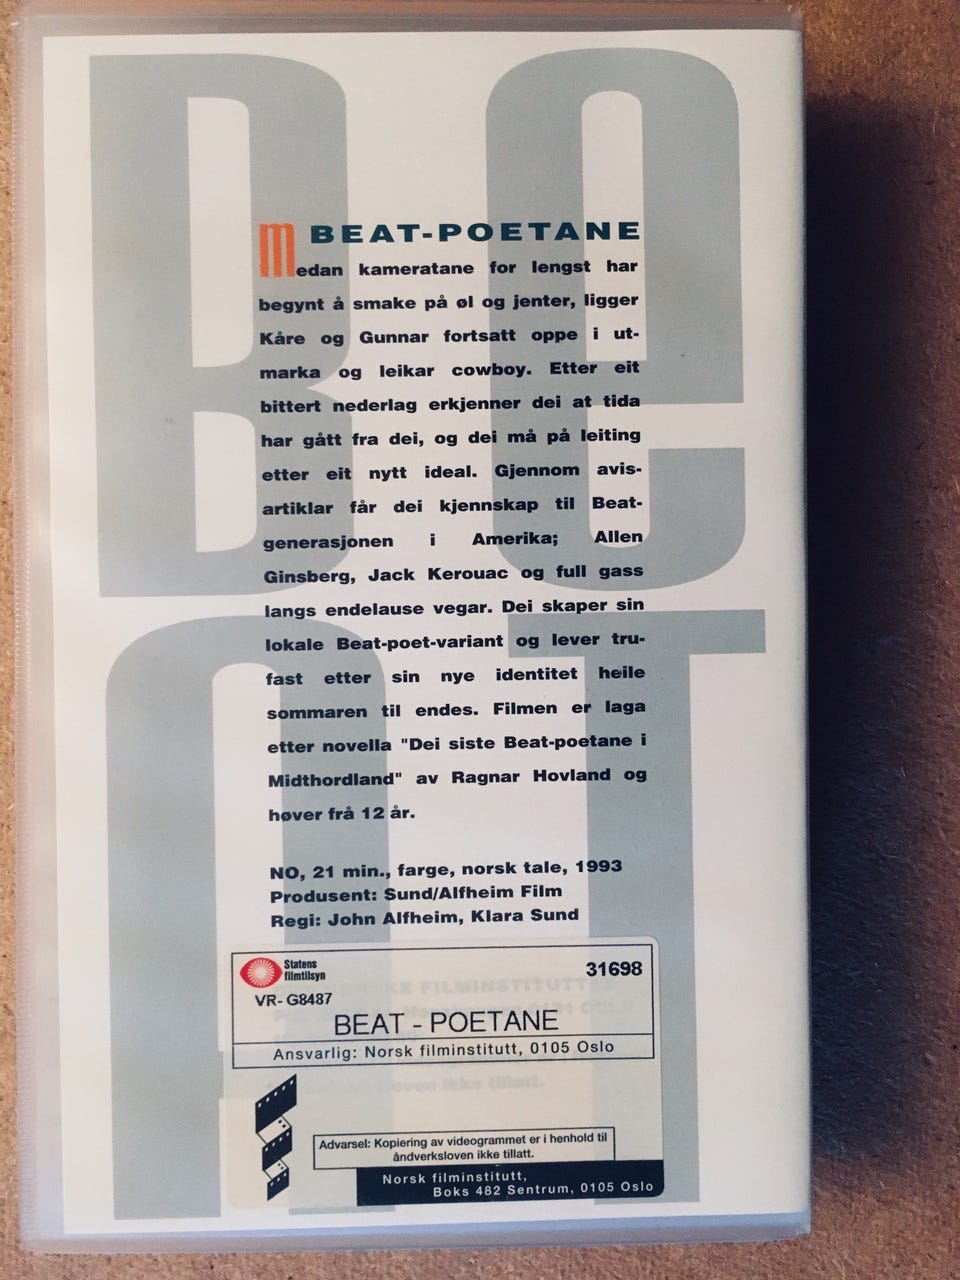 BEAT
BEAT-POETANE
Medan kameratane for lengst har
begynt å smake på øl og jenter, ligger
Kåre og Gunnar fortsatt oppe i ut-
marka og leikar cowboy. Etter eit
bittert nederlag erkjenner dei at tida
har gått fra dei, og dei må på leiting
etter eit nytt ideal. Gjennom avis-
artiklar får dei kjennskap til Beat-
generasjonen i Amerika; Allen
Ginsberg, Jack Kerouac og full gass
langs endelause vegar. Dei skaper sin
lokale Beat-poet-variant og lever tru-
fast etter sin nye identitet heile
sommaren til endes. Filmen er laga
etter novella "Dei siste Beat-poetane i
Midthordland" av Ragnar Hovland og
høver frå 12 år.
NO, 21 min., farge, norsk tale, 1993
Produsent: Sund/Alfheim Film
Regi: John Alfheim, Klara Sund
Statens
filmtilsyn
31698
VR- G8487
BEAT - POETANE
Ansvarlig: Norsk filminstitutt, 0105 Oslo
Advarsel: Kopiering av videogrammet er i henhold til
åndverksloven ikke tillatt.
Norsk filminstitutt,
Boks 482 Sentrum, 0105 Oslo